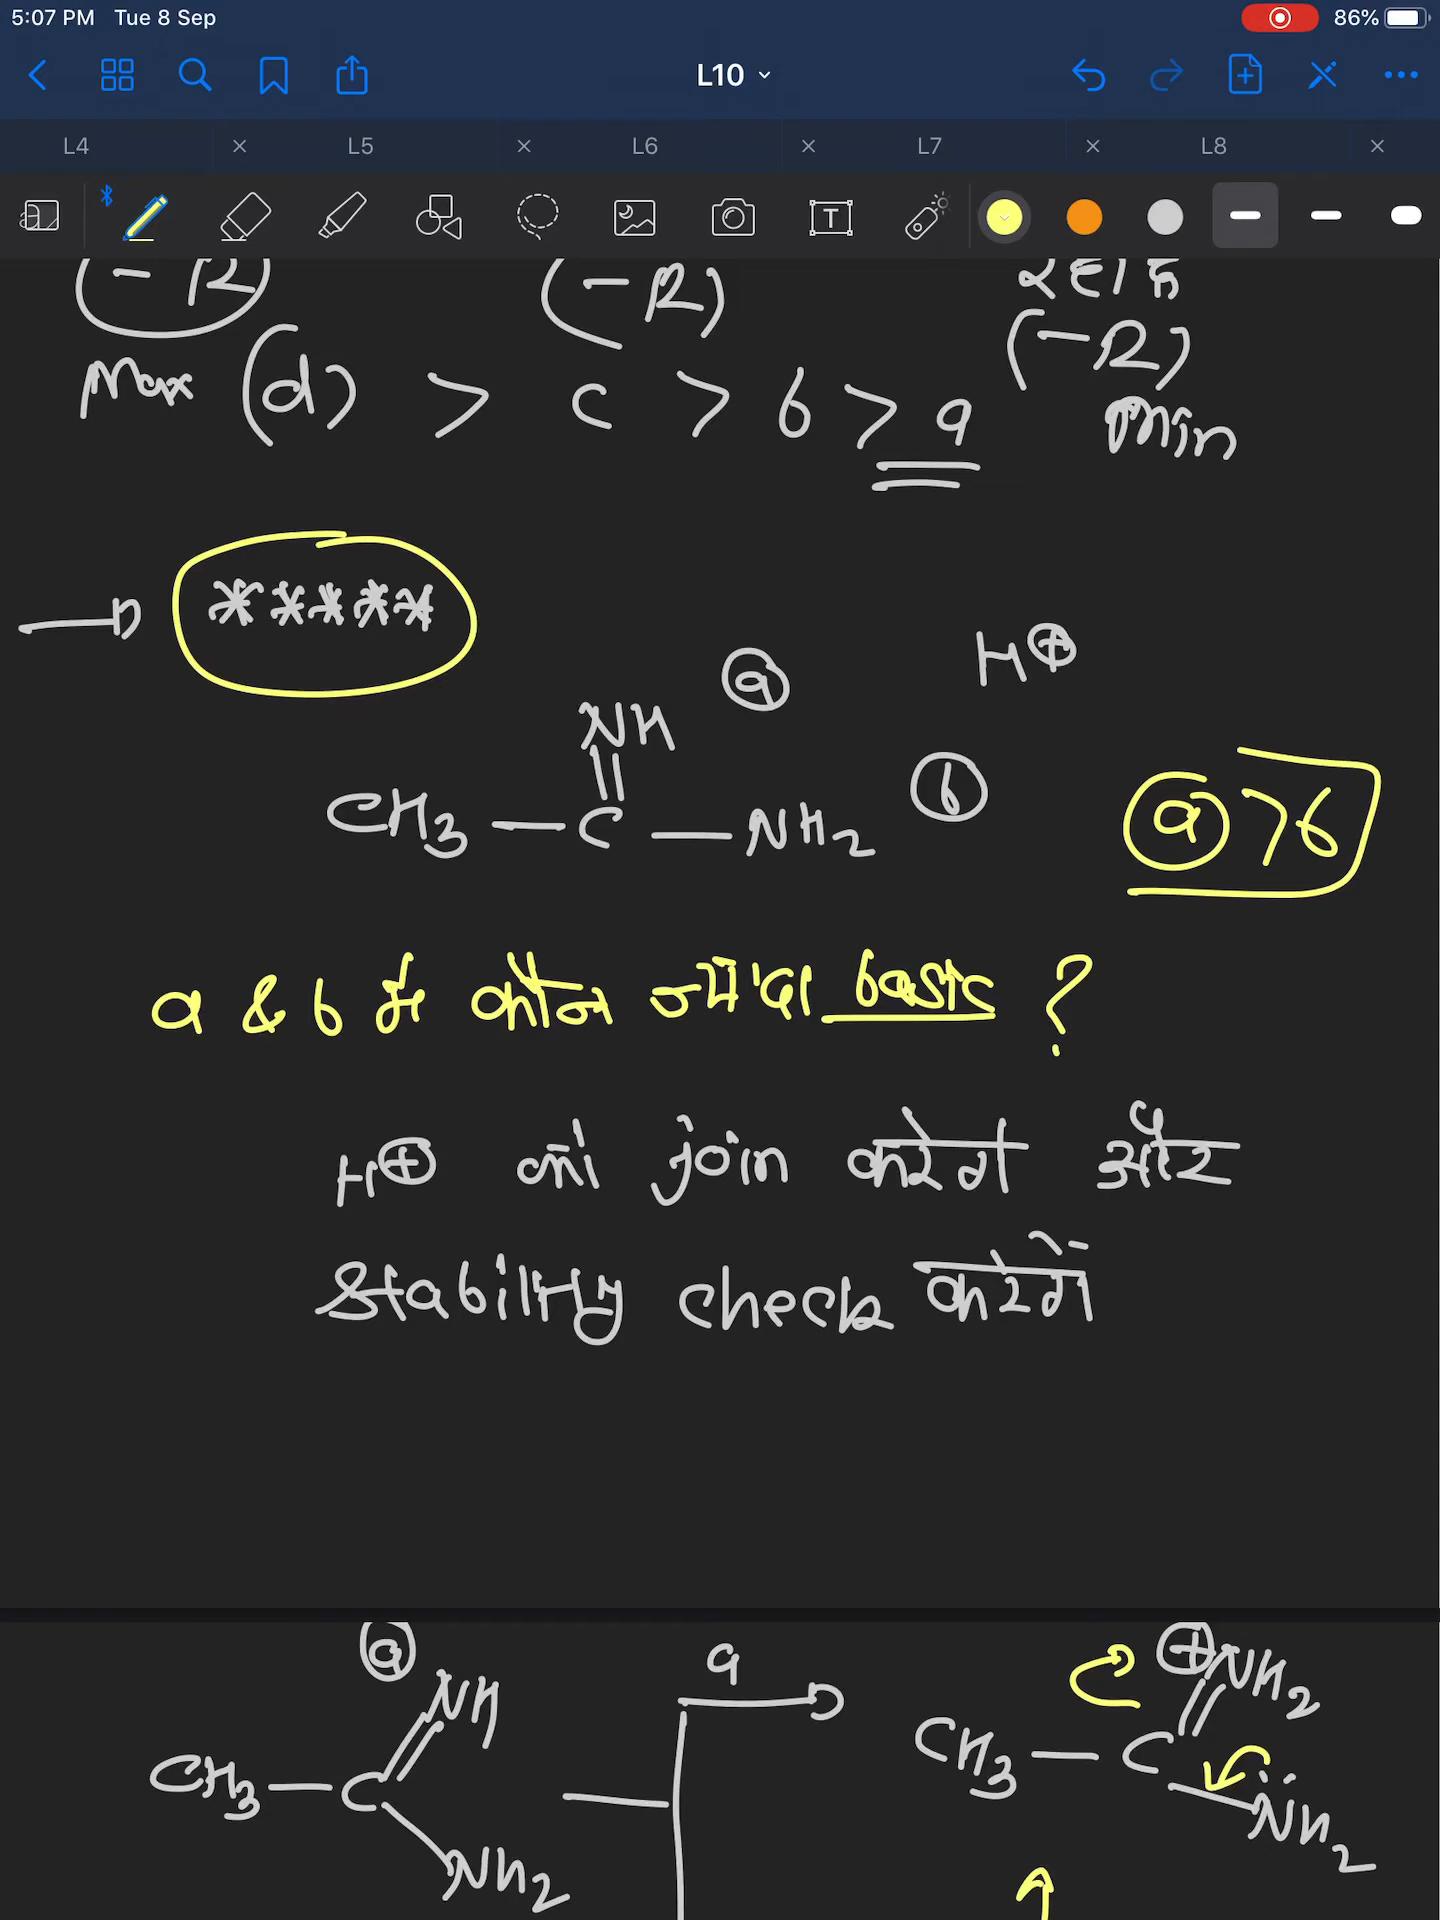 5:07 PM Tue 8 Sep 86%
L10
L4 × L5 × L6 × L7 × L8 ×
a T
(-R) (-R)
(-R)
Max (d) > c > b > a Min
*****
a H⊕
NH
CH3 — C — NH2 b a > b
a & b में कौन ज्यादा basic ?
H⊕ को join करेंगे और
Stability check करेंगे
a NH a ⊕NH2
CH3 — C CH3 — C
NH2 NH2